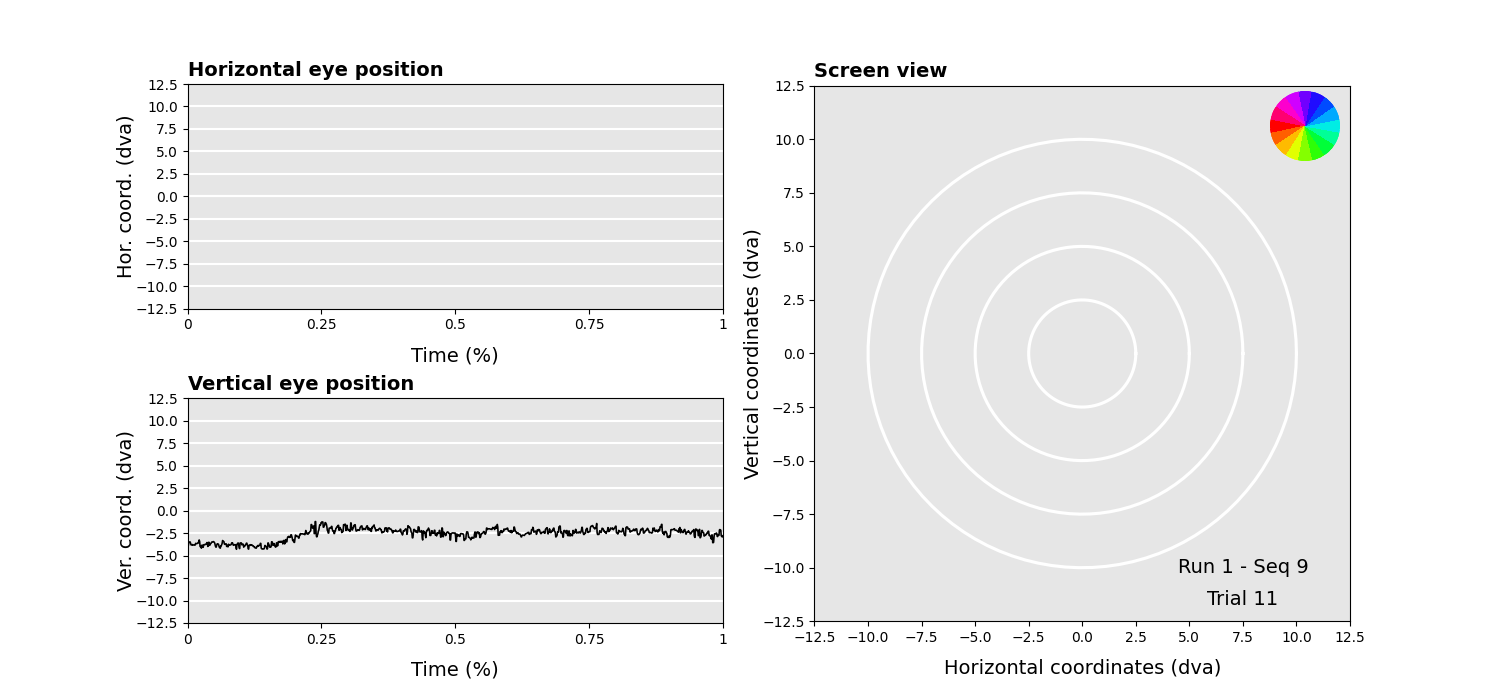 Horizontal eye position
12.5
10.0
7.5
5.0
2.5
0.0
−2.5
−5.0
−7.5
−10.0
−12.5
Hor. coord. (dva)
0 0.25 0.5 0.75 1
Time (%)
Vertical eye position
12.5
10.0
7.5
5.0
2.5
0.0
−2.5
−5.0
−7.5
−10.0
−12.5
Ver. coord. (dva)
0 0.25 0.5 0.75 1
Time (%)
Screen view
12.5
10.0
7.5
5.0
2.5
0.0
−2.5
−5.0
−7.5
−10.0
−12.5
Vertical coordinates (dva)
Run 1 - Seq 9
Trial 11
−12.5 −10.0 −7.5 −5.0 −2.5 0.0 2.5 5.0 7.5 10.0 12.5
Horizontal coordinates (dva)